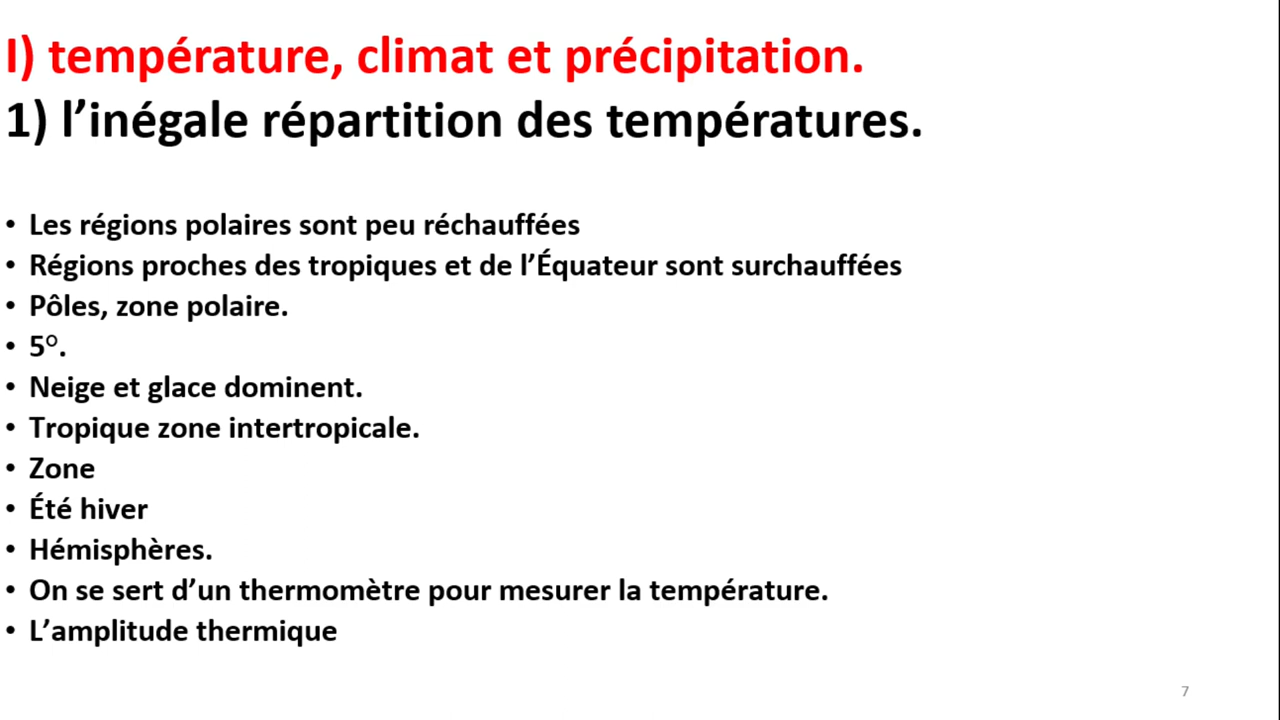 I) température, climat et précipitation.
1) l’inégale répartition des températures.
• Les régions polaires sont peu réchauffées
• Régions proches des tropiques et de l’Équateur sont surchauffées
• Pôles, zone polaire.
• 5°.
• Neige et glace dominent.
• Tropique zone intertropicale.
• Zone
• Été hiver
• Hémisphères.
• On se sert d’un thermomètre pour mesurer la température.
• L’amplitude thermique
7